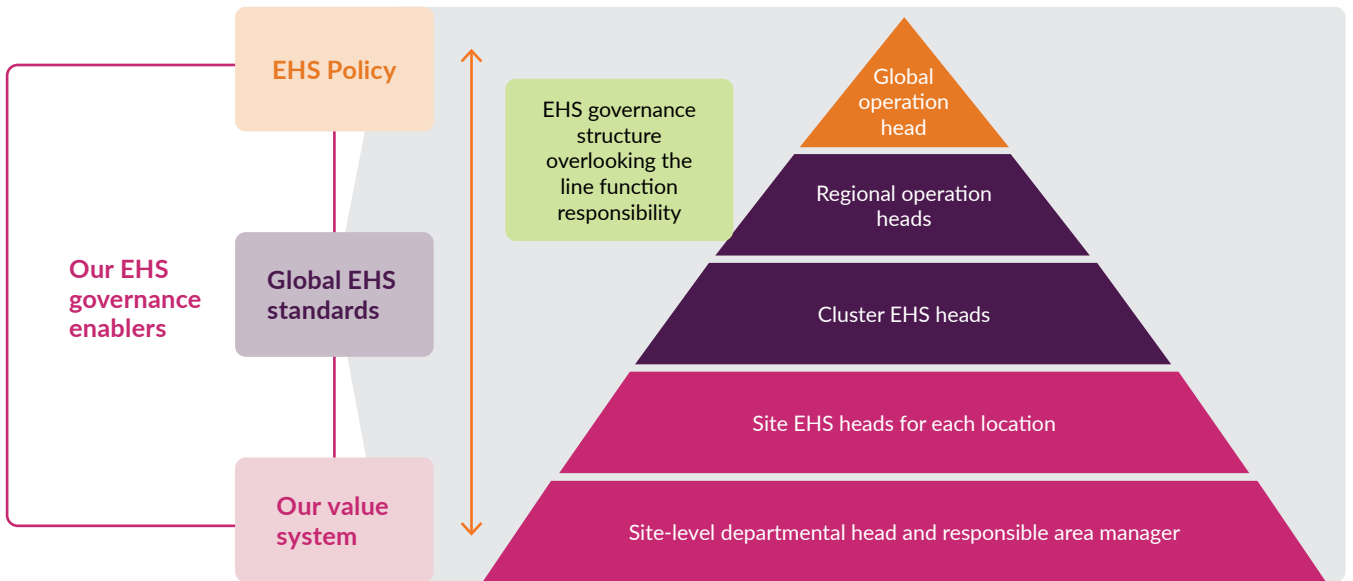 Our EHS
governance
enablers
EHS Policy
Global EHS
standards
Our value
system
EHS governance
structure
overlooking the
line function
responsibility
Global
operation
head
Regional operation
heads
Cluster EHS heads
Site EHS heads for each location
Site-level departmental head and responsible area manager